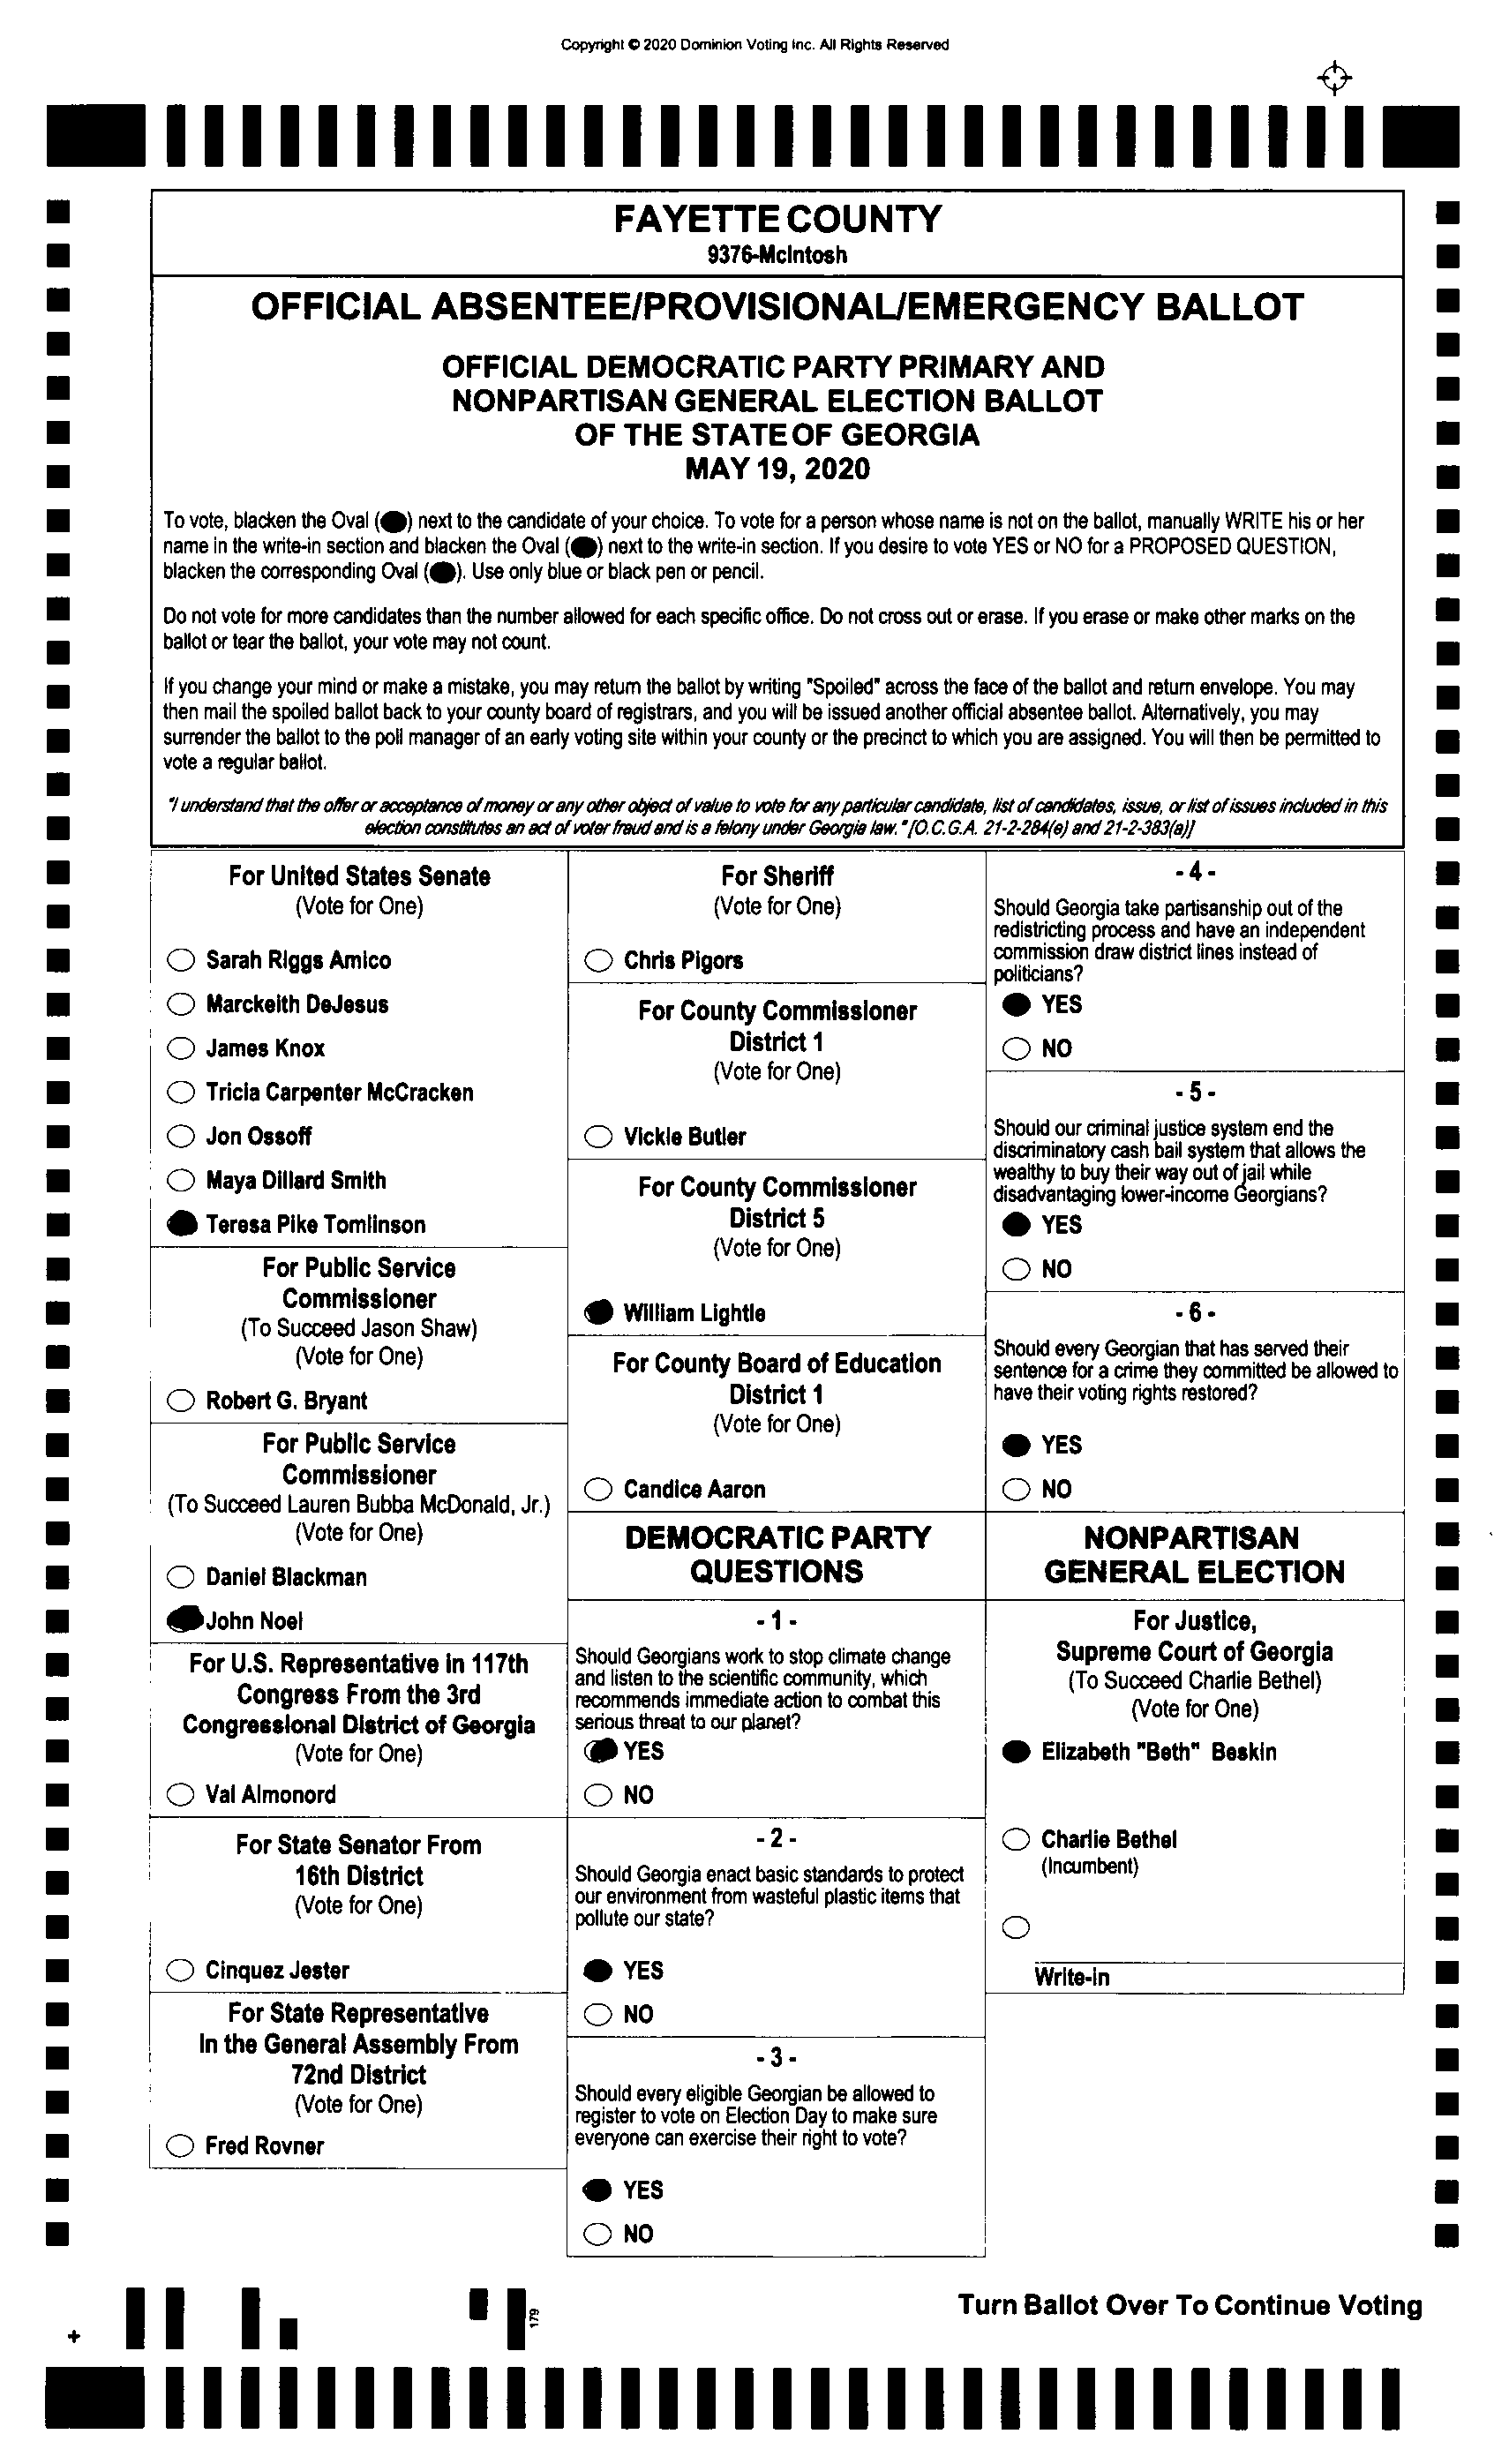 Copyright © 2020 Dominion Voting Inc. All Rights Reserved
FAYETTE COUNTY
9376-McIntosh
OFFICIAL ABSENTEE/PROVISIONAL/EMERGENCY BALLOT
OFFICIAL DEMOCRATIC PARTY PRIMARY AND
NONPARTISAN GENERAL ELECTION BALLOT
OF THE STATE OF GEORGIA
MAY 19, 2020
To vote, blacken the Oval (⬬) next to the candidate of your choice. To vote for a person whose name is not on the ballot, manually WRITE his or her
name in the write-in section and blacken the Oval (⬬) next to the write-in section. If you desire to vote YES or NO for a PROPOSED QUESTION,
blacken the corresponding Oval (⬬). Use only blue or black pen or pencil.
Do not vote for more candidates than the number allowed for each specific office. Do not cross out or erase. If you erase or make other marks on the
ballot or tear the ballot, your vote may not count.
If you change your mind or make a mistake, you may return the ballot by writing "Spoiled" across the face of the ballot and return envelope. You may
then mail the spoiled ballot back to your county board of registrars, and you will be issued another official absentee ballot. Alternatively, you may
surrender the ballot to the poll manager of an early voting site within your county or the precinct to which you are assigned. You will then be permitted to
vote a regular ballot.
"I understand that the offer or acceptance of money or any other object of value to vote for any particular candidate, list of candidates, issue, or list of issues included in this
election constitutes an act of voter fraud and is a felony under Georgia law." [O.C.G.A. 21-2-284(e) and 21-2-383(a)]
For United States Senate
(Vote for One)
Sarah Riggs Amico
Marckeith DeJesus
James Knox
Tricia Carpenter McCracken
Jon Ossoff
Maya Dillard Smith
Teresa Pike Tomlinson
For Public Service
Commissioner
(To Succeed Jason Shaw)
(Vote for One)
Robert G. Bryant
For Public Service
Commissioner
(To Succeed Lauren Bubba McDonald, Jr.)
(Vote for One)
Daniel Blackman
John Noel
For U.S. Representative in 117th
Congress From the 3rd
Congressional District of Georgia
(Vote for One)
Val Almonord
For State Senator From
16th District
(Vote for One)
Cinquez Jester
For State Representative
In the General Assembly From
72nd District
(Vote for One)
Fred Rovner
For Sheriff
(Vote for One)
Chris Pigors
For County Commissioner
District 1
(Vote for One)
Vickie Butler
For County Commissioner
District 5
(Vote for One)
William Lightle
For County Board of Education
District 1
(Vote for One)
Candice Aaron
DEMOCRATIC PARTY
QUESTIONS
- 1 -
Should Georgians work to stop climate change
and listen to the scientific community, which
recommends immediate action to combat this
serious threat to our planet?
YES
NO
- 2 -
Should Georgia enact basic standards to protect
our environment from wasteful plastic items that
pollute our state?
YES
NO
- 3 -
Should every eligible Georgian be allowed to
register to vote on Election Day to make sure
everyone can exercise their right to vote?
YES
NO
- 4 -
Should Georgia take partisanship out of the
redistricting process and have an independent
commission draw district lines instead of
politicians?
YES
NO
- 5 -
Should our criminal justice system end the
discriminatory cash bail system that allows the
wealthy to buy their way out of jail while
disadvantaging lower-income Georgians?
YES
NO
- 6 -
Should every Georgian that has served their
sentence for a crime they committed be allowed to
have their voting rights restored?
YES
NO
NONPARTISAN
GENERAL ELECTION
For Justice,
Supreme Court of Georgia
(To Succeed Charlie Bethel)
(Vote for One)
Elizabeth "Beth" Beskin
Charlie Bethel
(Incumbent)
Write-in
179
Turn Ballot Over To Continue Voting